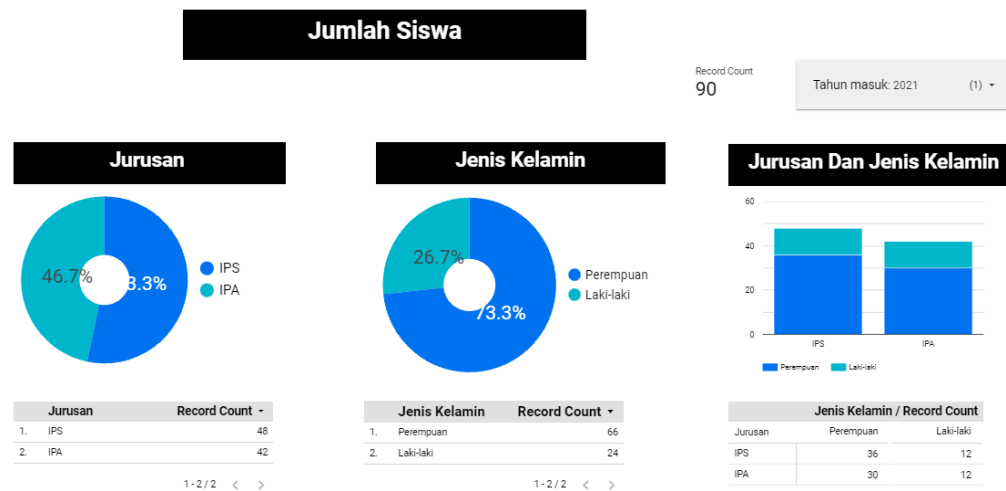 Jumlah Siswa
Record Count
90
Tahun masuk: 2021 (1)
Jurusan
46.7%
3.3%
IPS
IPA
Jurusan Record Count
1. IPS 48
2. IPA 42
1 - 2 / 2 < >
Jenis Kelamin
26.7%
73.3%
Perempuan
Laki-laki
Jenis Kelamin Record Count
1. Perempuan 66
2. Laki-laki 24
1 - 2 / 2 < >
Jurusan Dan Jenis Kelamin
60
40
20
0
IPS IPA
Perempuan Laki-laki
Jenis Kelamin / Record Count
Jurusan Perempuan Laki-laki
IPS 36 12
IPA 30 12